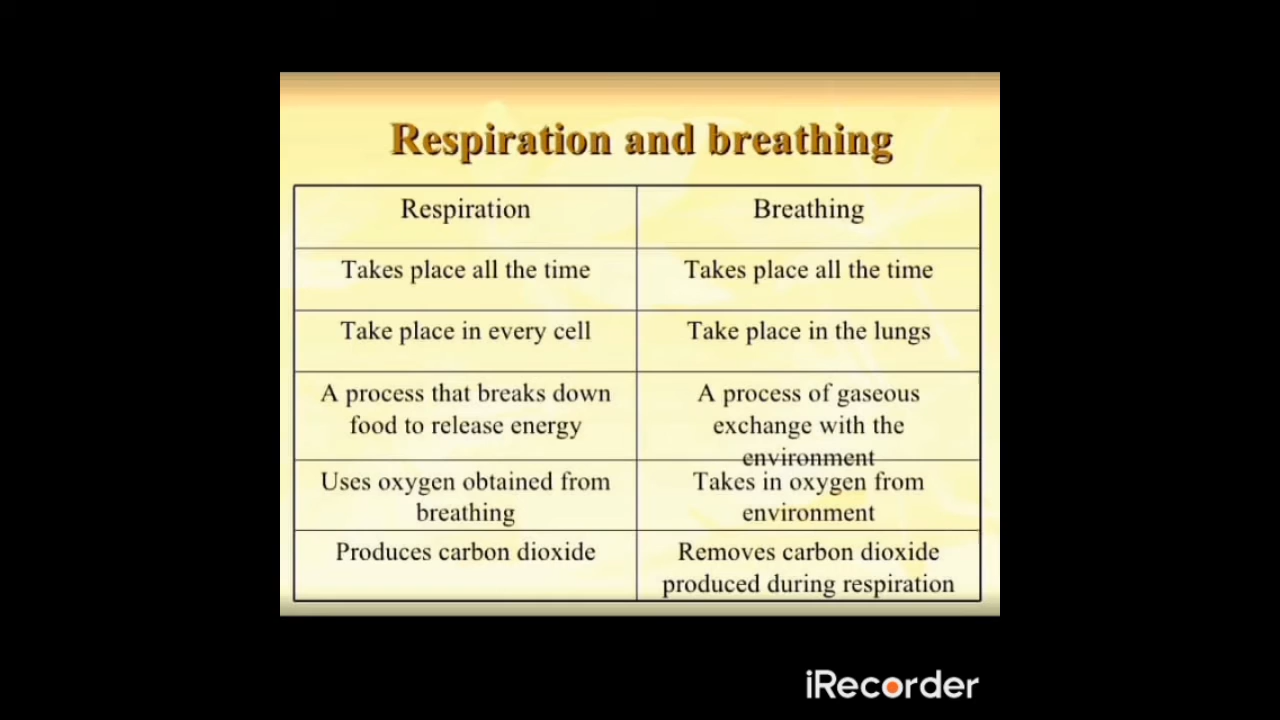 Respiration and breathing
Respiration
Breathing
Takes place all the time
Takes place all the time
Take place in every cell
Take place in the lungs
A process that breaks down
food to release energy
A process of gaseous
exchange with the
environment
Uses oxygen obtained from
breathing
Takes in oxygen from
environment
Produces carbon dioxide
Removes carbon dioxide
produced during respiration
iRecorder